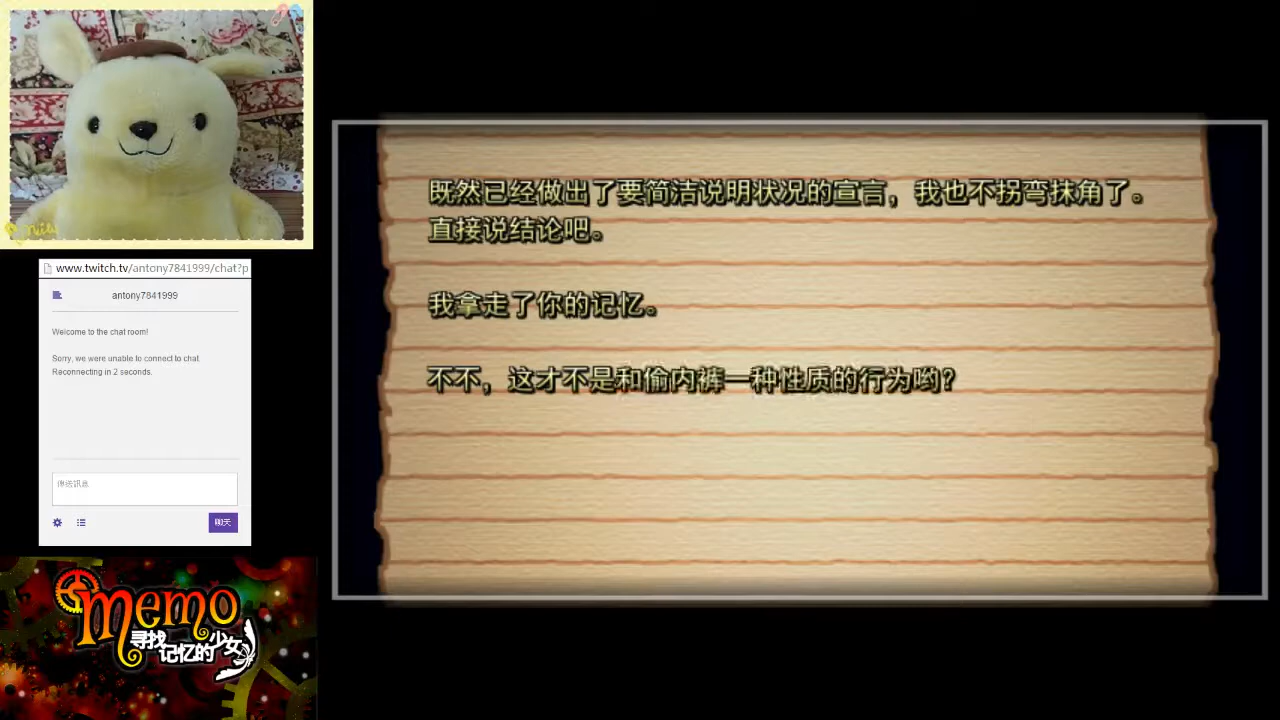 www.twitch.tv/antony7841999/chat?p
antony7841999
Welcome to the chat room!
Sorry, we were unable to connect to chat.
Reconnecting in 2 seconds.
傳送訊息
聊天
memo
寻找
记忆的少女
既然已经做出了要简洁说明状况的宣言，我也不拐弯抹角了。
直接说结论吧。
我拿走了你的记忆。
不不，这才不是和偷内裤一种性质的行为哟？